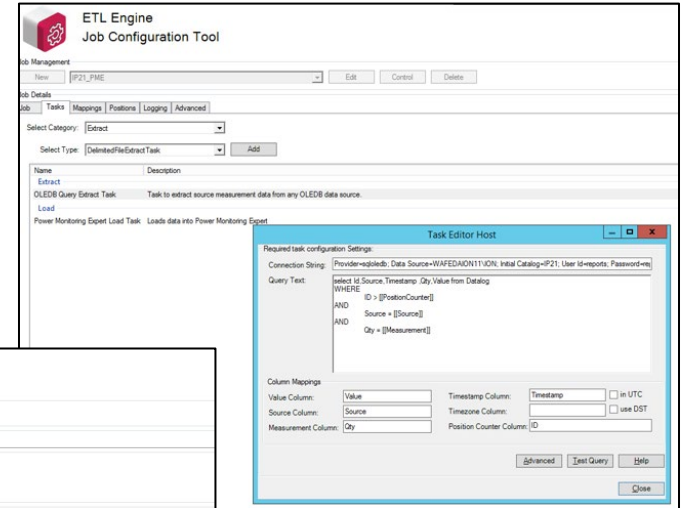 ETL Engine
Job Configuration Tool
Job Management
New IP21_PME Edit Control Delete
Job Details
Job Tasks Mappings Positions Logging Advanced
Select Category: Extract
Select Type: DelimitedFileExtractTask Add
Name Description
Extract
OLEDB Query Extract Task Task to extract source measurement data from any OLEDB data source.
Load
Power Monitoring Expert Load Task Loads data into Power Monitoring Expert
Task Editor Host
Required task configuration Settings:
Connection String: Provider=sqloledb; Data Source=WAFEDAION11\ION; Initial Catalog=IP21; User Id=reports; Password=rep
Query Text: select Id,Source,Timestamp ,Qty,Value from Datalog
WHERE
ID > [[PositionCounter]]
AND
Source = [[Source]]
AND
Qty = [[Measurement]]
Column Mappings
Value Column: Value Timestamp Column: Timestamp in UTC
Source Column: Source Timezone Column: use DST
Measurement Column: Qty Position Counter Column: ID
Advanced Test Query Help
Close